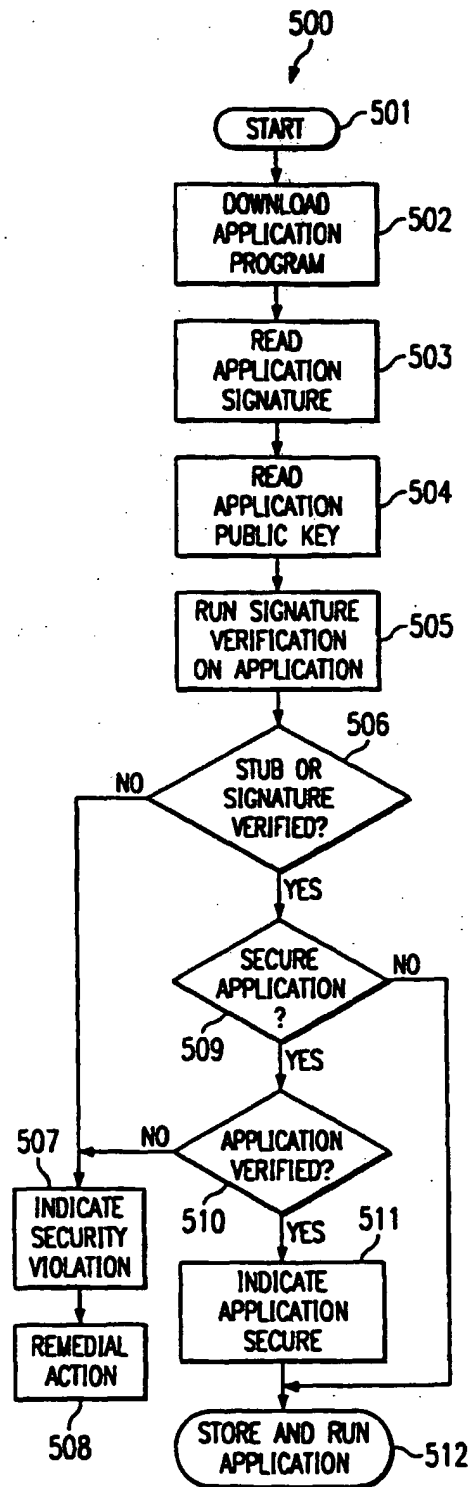 500
START
501
DOWNLOAD
APPLICATION
PROGRAM
502
READ
APPLICATION
SIGNATURE
503
READ
APPLICATION
PUBLIC KEY
504
RUN SIGNATURE
VERIFICATION
ON APPLICATION
505
506
STUB OR
SIGNATURE
VERIFIED?
NO
YES
SECURE
APPLICATION
?
509
NO
YES
APPLICATION
VERIFIED?
510
NO
YES
507
INDICATE
SECURITY
VIOLATION
REMEDIAL
ACTION
508
511
INDICATE
APPLICATION
SECURE
STORE AND RUN
APPLICATION
512